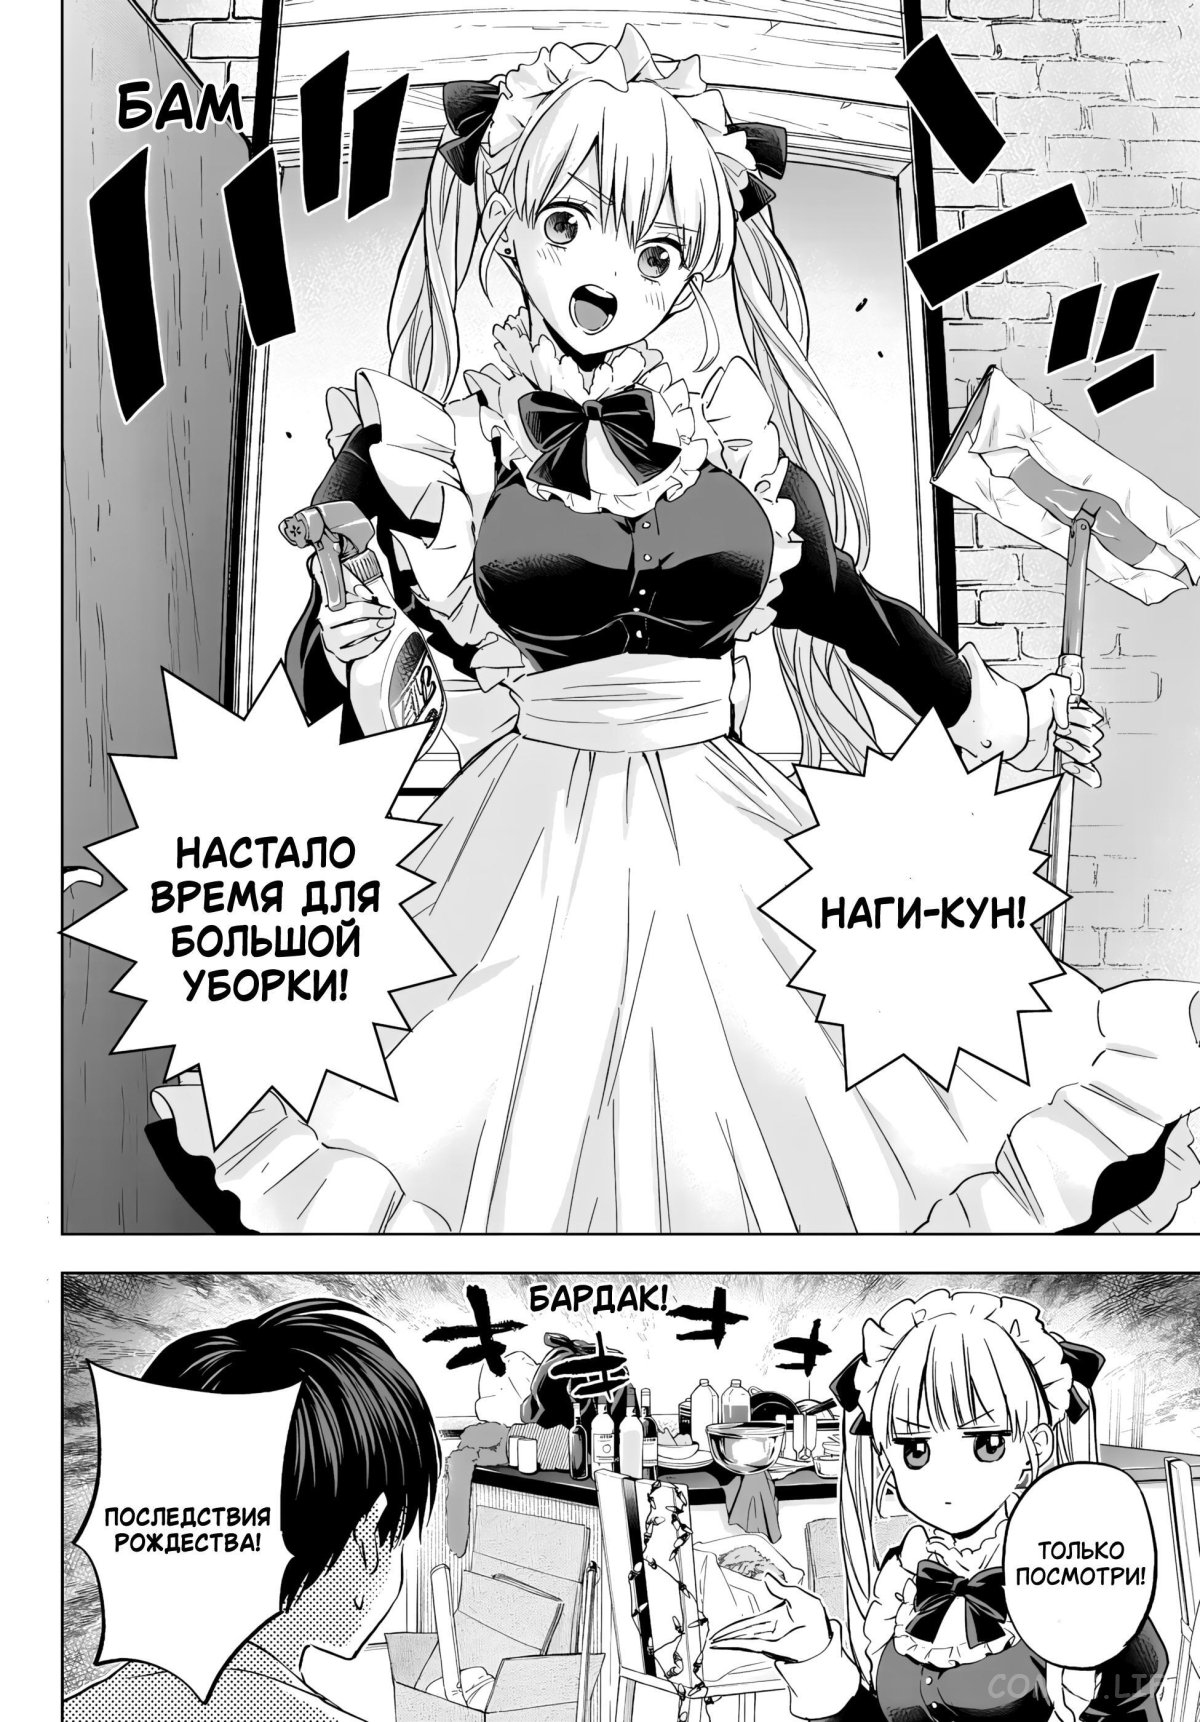 БАМ
НАГИ-КУН!
НАСТАЛО
ВРЕМЯ ДЛЯ
БОЛЬШОЙ
УБОРКИ!
БАРДАК!
ТОЛЬКО
ПОСМОТРИ!
ПОСЛЕДСТВИЯ
РОЖДЕСТВА!